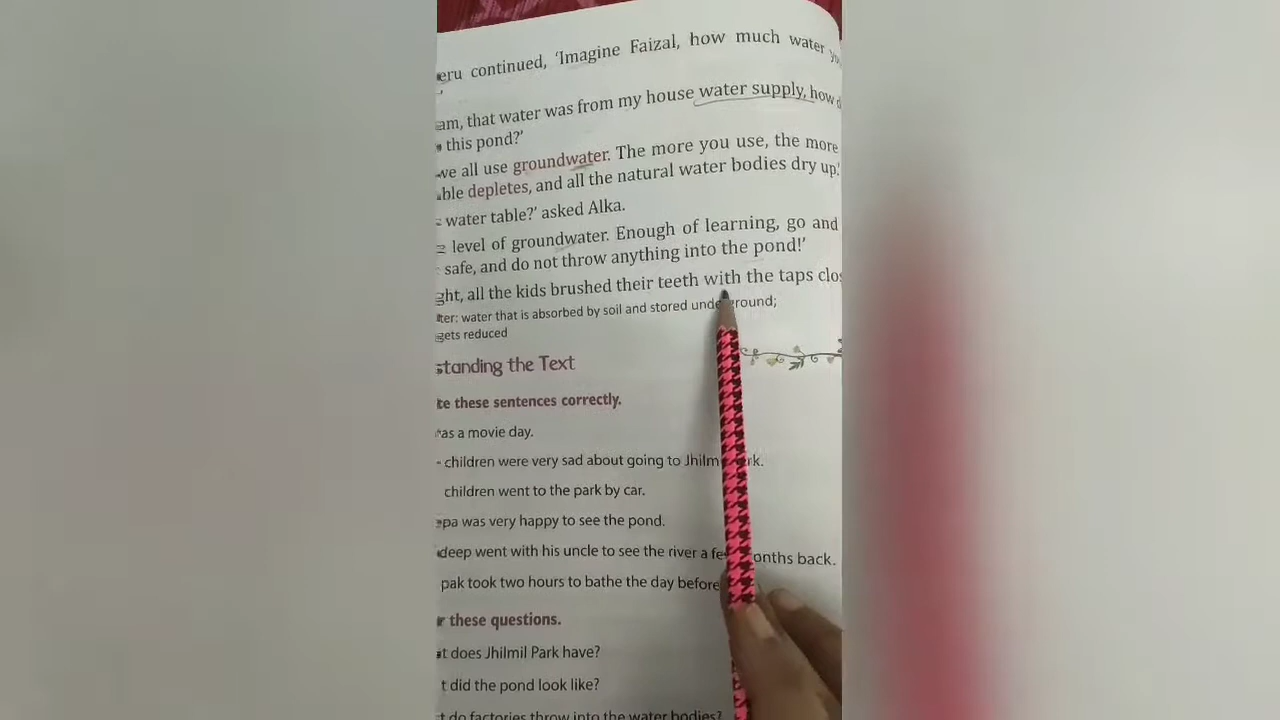 eru continued, 'Imagine Faizal, how much water
am, that water was from my house water supply, how
this pond?'
we all use groundwater. The more you use, the more
ble depletes, and all the natural water bodies dry up.'
water table?' asked Alka.
level of groundwater. Enough of learning, go and
safe, and do not throw anything into the pond!'
ght, all the kids brushed their teeth with the taps clos
ter: water that is absorbed by soil and stored underground;
gets reduced
standing the Text
te these sentences correctly.
as a movie day.
children were very sad about going to Jhilm rk.
children went to the park by car.
epa was very happy to see the pond.
deep went with his uncle to see the river a few months back.
pak took two hours to bathe the day before
r these questions.
t does Jhilmil Park have?
t did the pond look like?
t do factories throw into the water bodies?